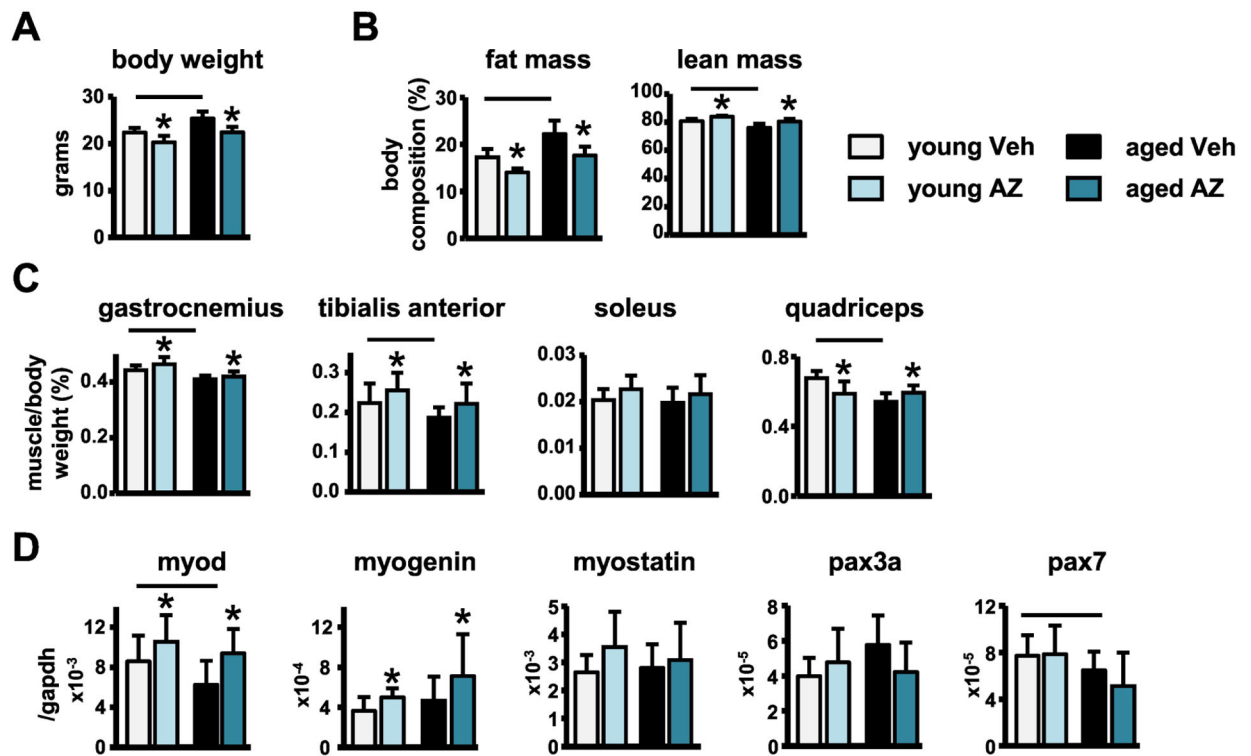 A
body weight
grams
30
20
10
0
*
*
B
fat mass
body
composition (%)
30
20
10
0
*
*
lean mass
100
80
60
40
20
0
*
*
young Veh
aged Veh
young AZ
aged AZ
C
gastrocnemius
muscle/body
weight (%)
0.4
0.2
0.0
*
*
tibialis anterior
0.3
0.2
0.1
0.0
*
*
soleus
0.03
0.02
0.01
0.00
quadriceps
0.8
0.4
0.0
*
*
D
myod
/gapdh
x10-3
12
8
4
0
*
*
myogenin
x10-4
12
8
4
0
*
*
myostatin
x10-3
5
4
3
2
1
0
pax3a
x10-5
8
6
4
2
0
pax7
x10-5
12
8
4
0